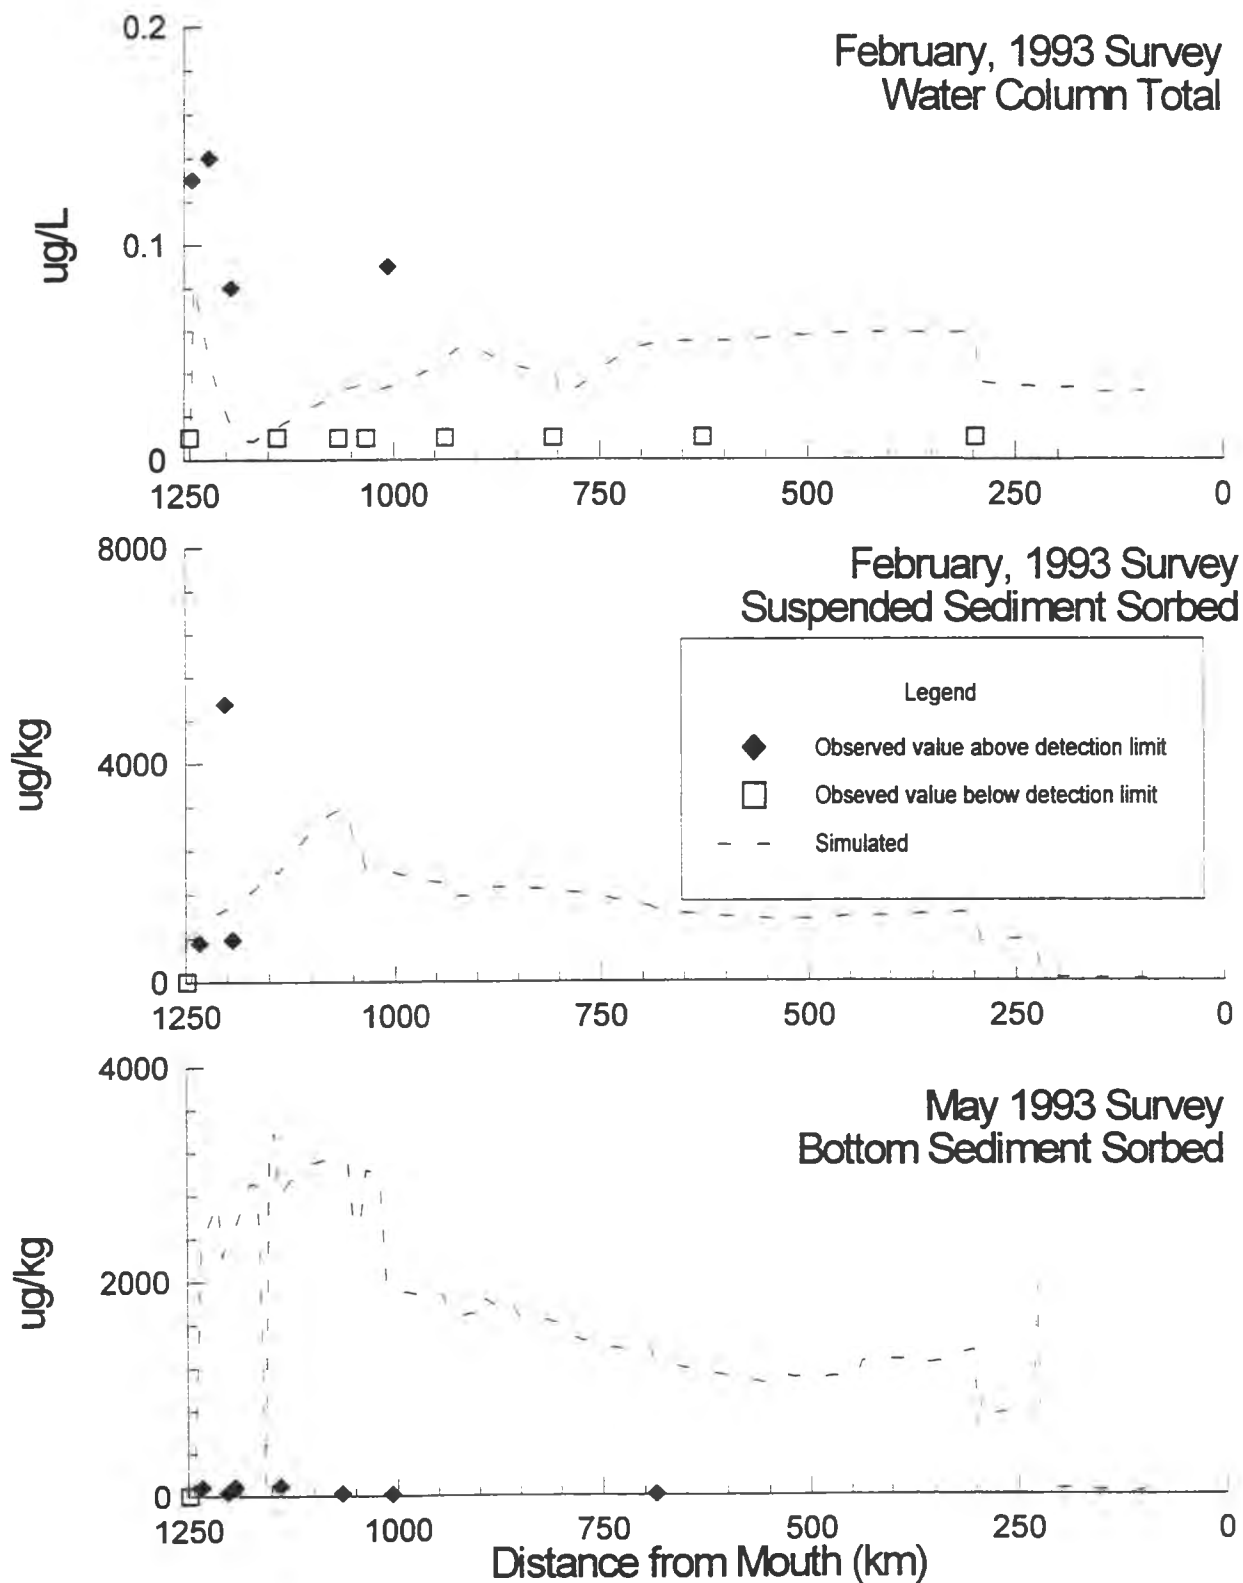 February, 1993 Survey
Water Column Total
0.2
0.1
0
ug/L
1250 1000 750 500 250 0
February, 1993 Survey
Suspended Sediment Sorbed
8000
4000
0
ug/kg
Legend
Observed value above detection limit
Obseved value below detection limit
Simulated
1250 1000 750 500 250 0
May 1993 Survey
Bottom Sediment Sorbed
4000
2000
0
ug/kg
1250 1000 750 500 250 0
Distance from Mouth (km)